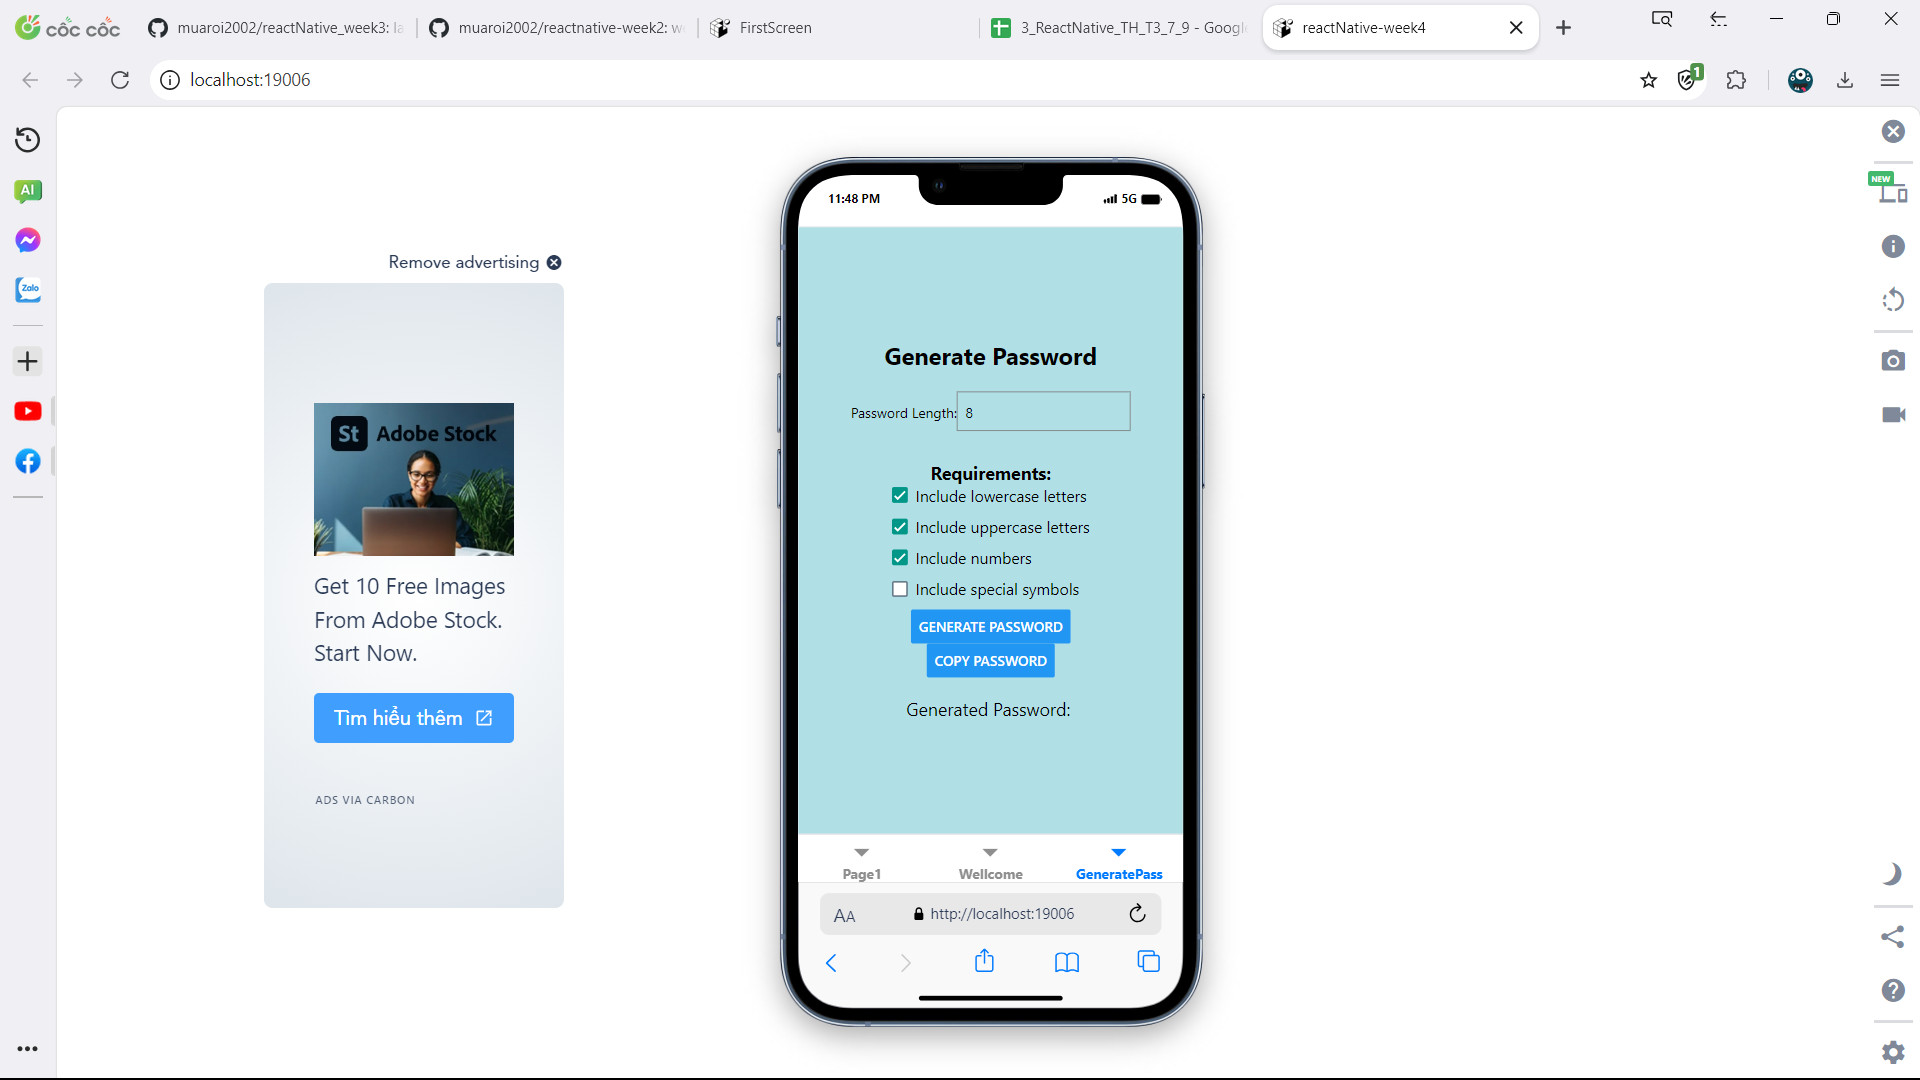 cốc cốc
muaroi2002/reactNative_week3: la
muaroi2002/reactnative-week2: w
FirstScreen
3_ReactNative_TH_T3_7_9 - Googl
reactNative-week4
localhost:19006
1
AI
Zalo
NEW
Remove advertising
St Adobe Stock
Get 10 Free Images
From Adobe Stock.
Start Now.
Tìm hiểu thêm
ADS VIA CARBON
11:48 PM
5G
Generate Password
Password Length:
8
Requirements:
Include lowercase letters
Include uppercase letters
Include numbers
Include special symbols
GENERATE PASSWORD
COPY PASSWORD
Generated Password:
Page1
Wellcome
GeneratePass
AA
http://localhost:19006